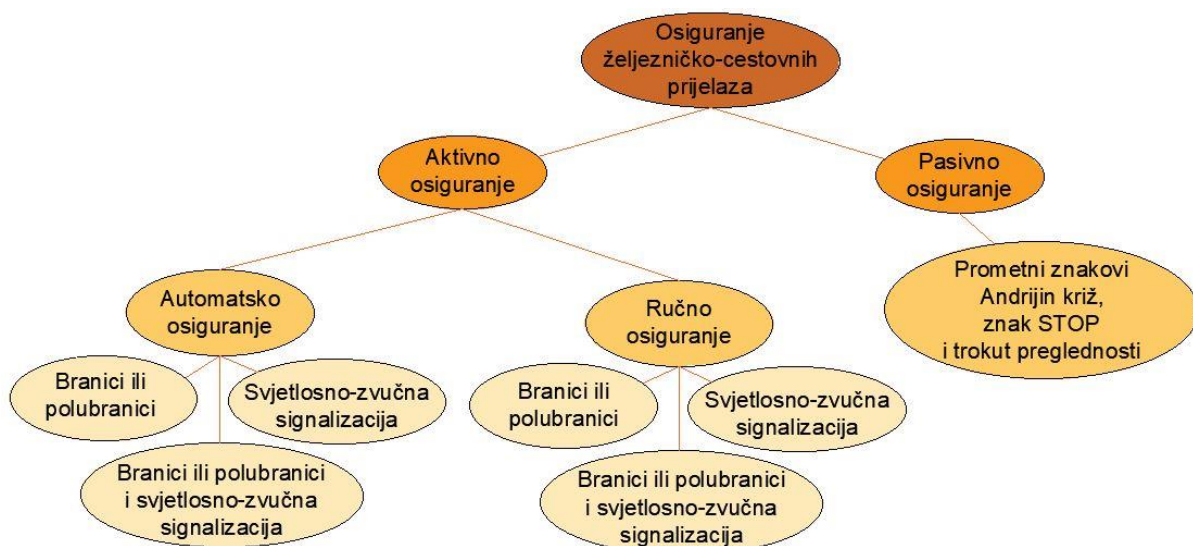 Osiguranje
željezničko-cestovnih
prijelaza
Aktivno
osiguranje
Pasivno
osiguranje
Automatsko
osiguranje
Ručno
osiguranje
Prometni znakovi
Andrijin križ,
znak STOP
i trokut preglednosti
Branici ili
polubranici
Svjetlosno-zvučna
signalizacija
Branici ili polubranici
i svjetlosno-zvučna
signalizacija
Branici ili
polubranici
Svjetlosno-zvučna
signalizacija
Branici ili polubranici
i svjetlosno-zvučna
signalizacija